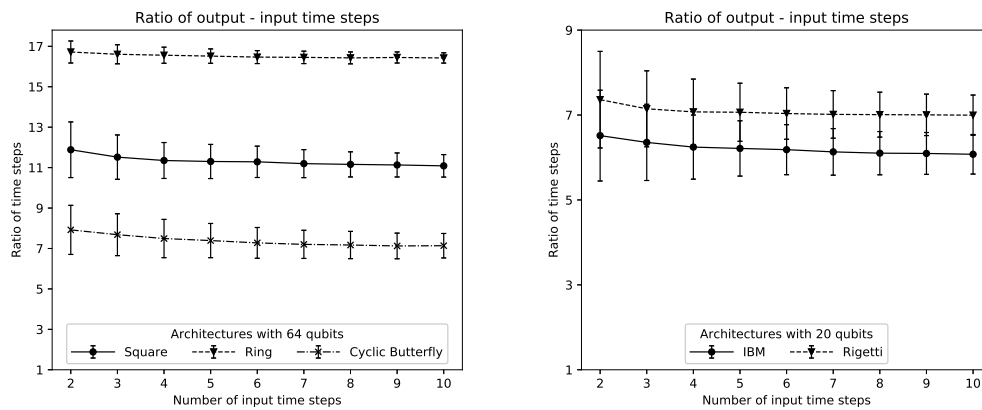 Ratio of output - input time steps
17
15
13
11
9
7
5
3
1
Ratio of time steps
Architectures with 64 qubits
Square Ring Cyclic Butterfly
2 3 4 5 6 7 8 9 10
Number of input time steps
Ratio of output - input time steps
9
7
5
3
1
Ratio of time steps
Architectures with 20 qubits
IBM Rigetti
2 3 4 5 6 7 8 9 10
Number of input time steps